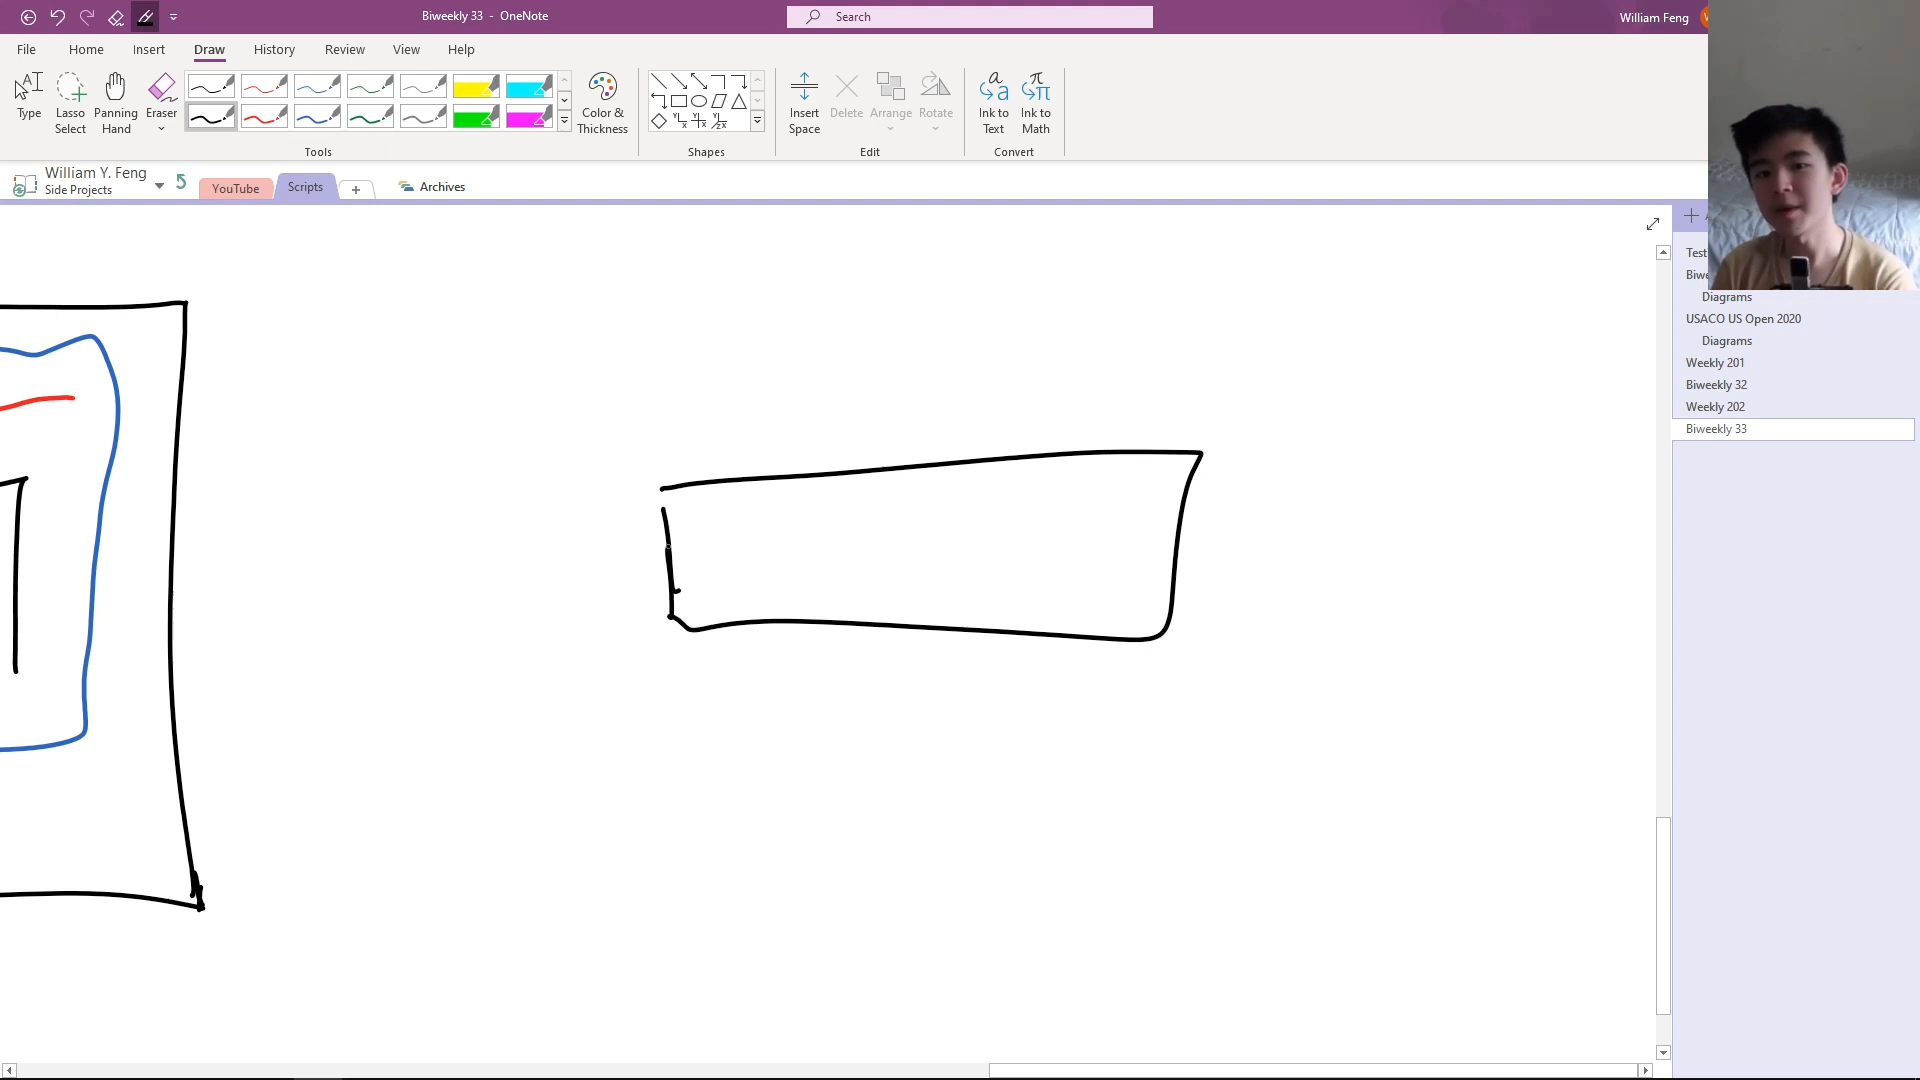 Biweekly 33 - OneNote
Search
William Feng
File Home Insert Draw History Review View Help
Type
Lasso Select
Panning Hand
Eraser
Color & Thickness
Insert Space
Delete
Arrange
Rotate
Ink to Text
Ink to Math
Tools
Shapes
Edit
Convert
William Y. Feng
Side Projects
YouTube
Scripts
Archives
Test
Biwe
Diagrams
USACO US Open 2020
Diagrams
Weekly 201
Biweekly 32
Weekly 202
Biweekly 33